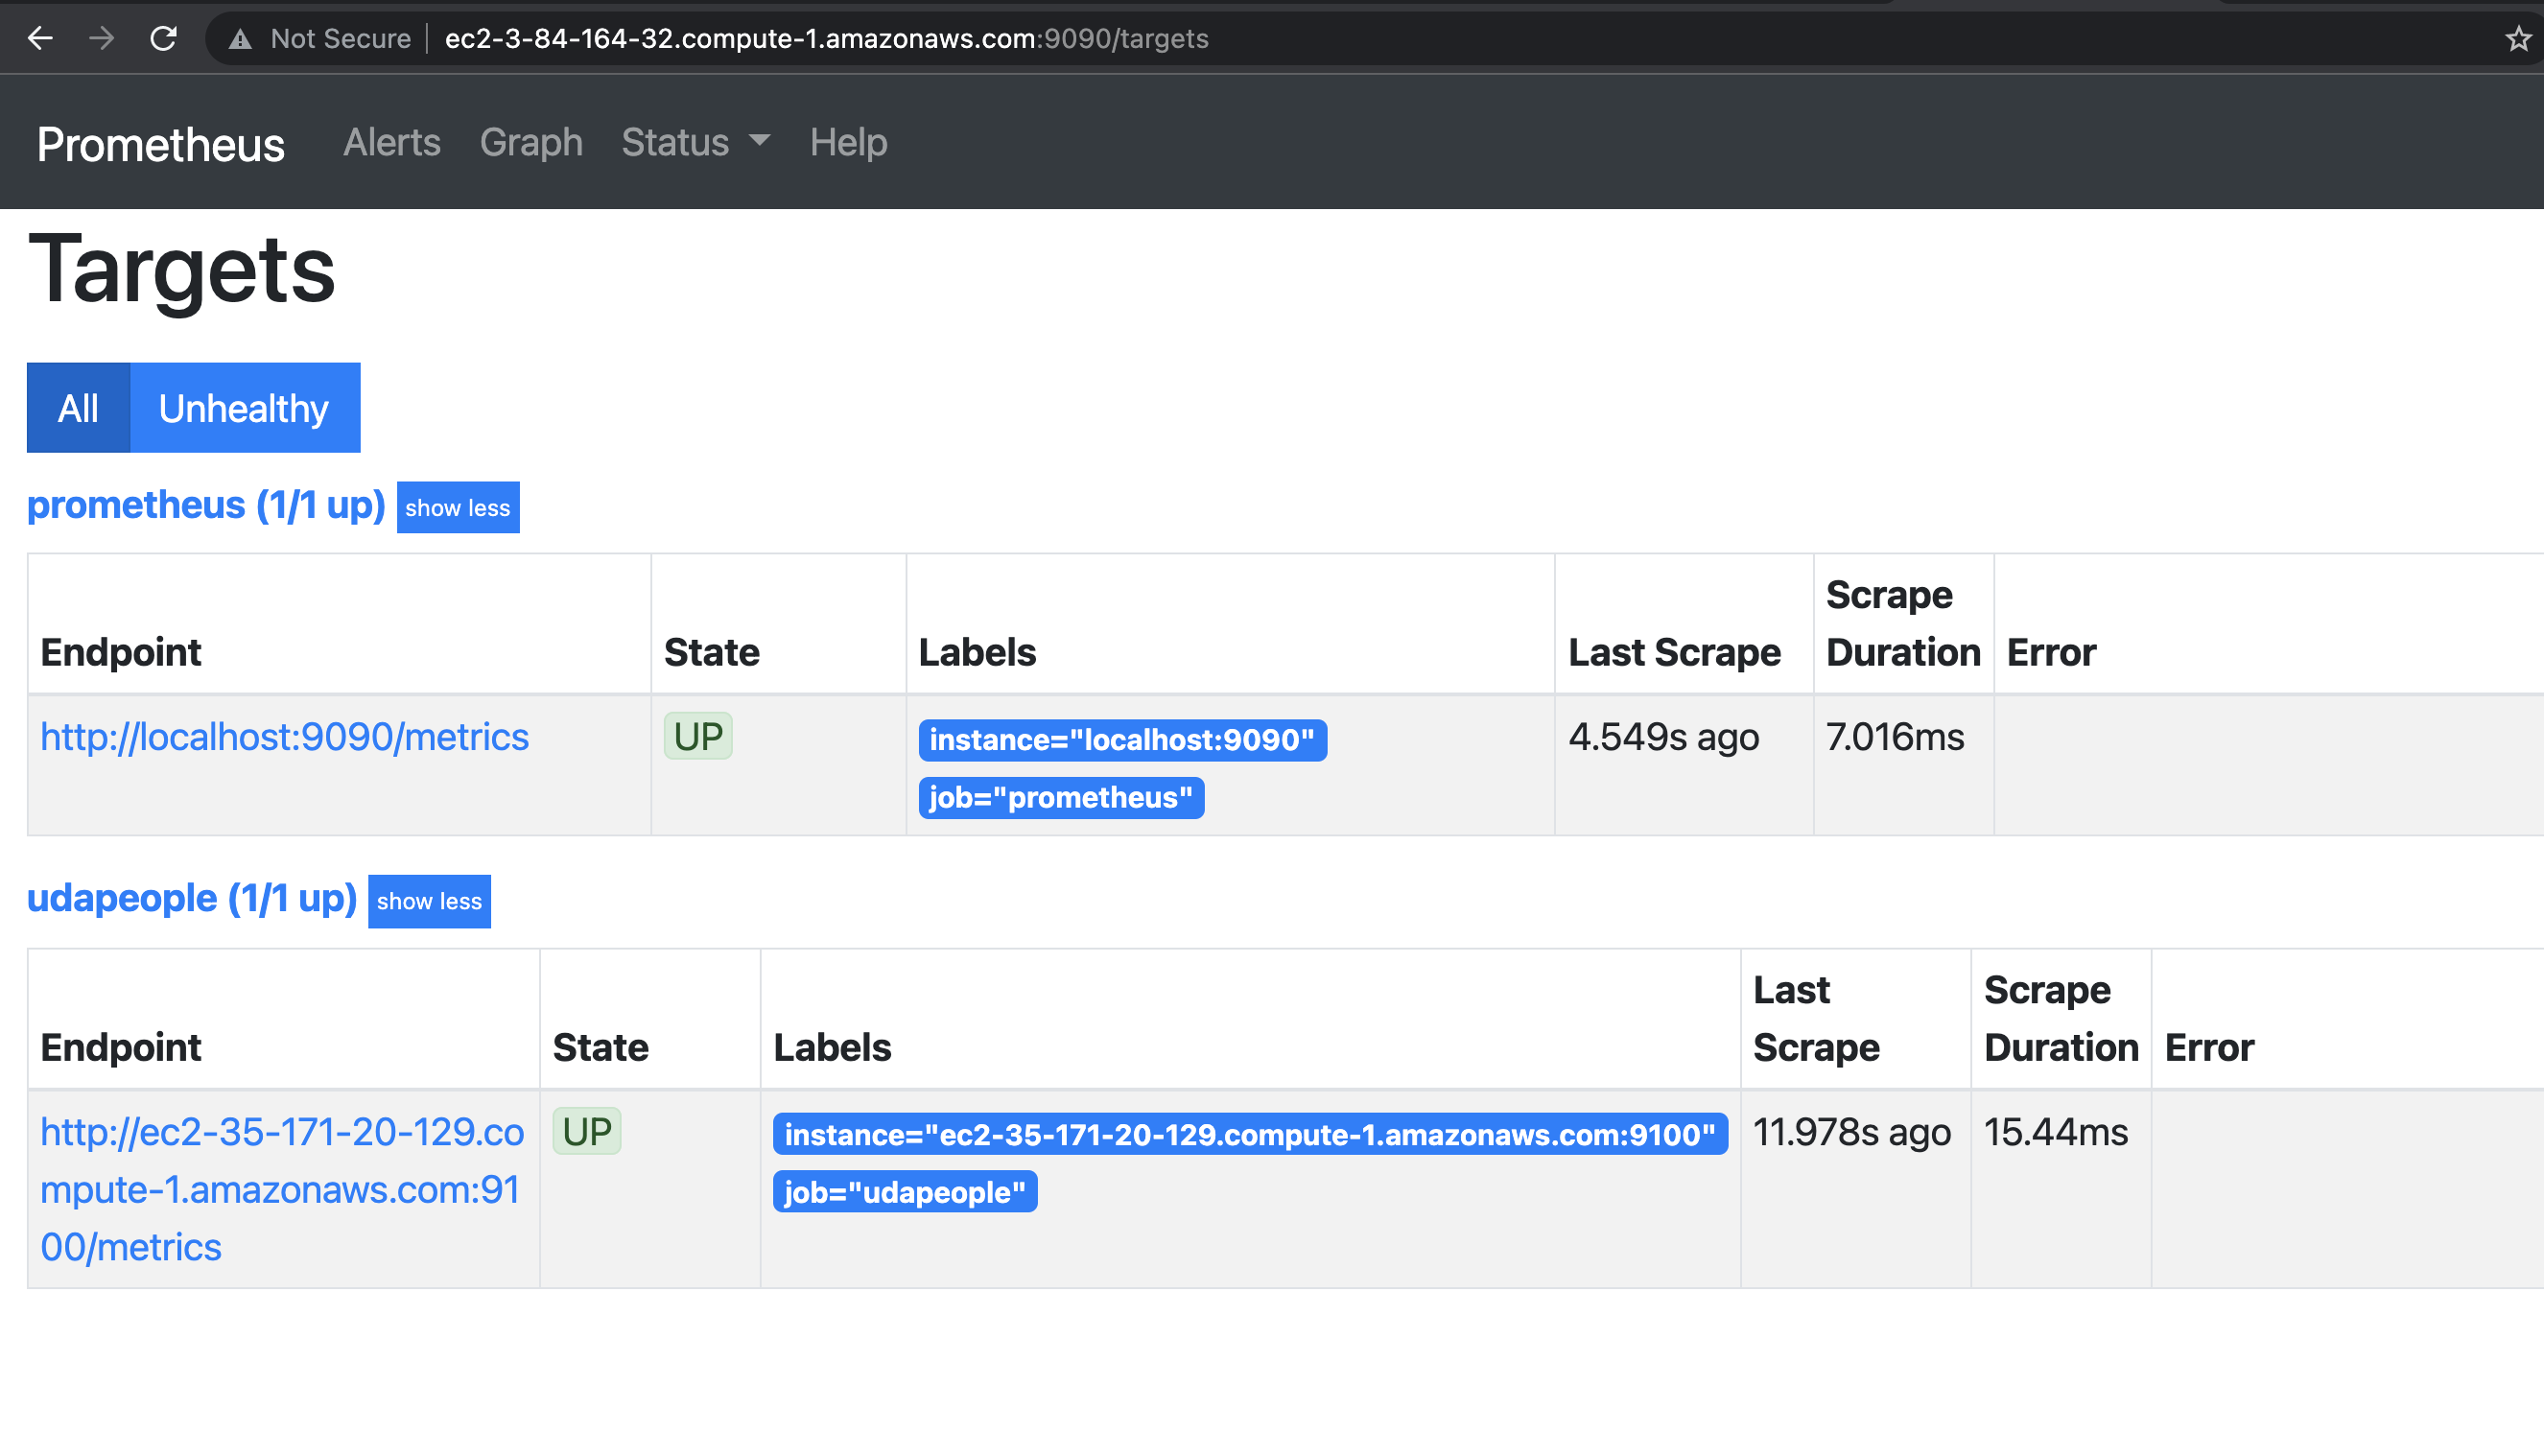 Not Secure | ec2-3-84-164-32.compute-1.amazonaws.com:9090/targets
Prometheus Alerts Graph Status Help
Targets
All Unhealthy
prometheus (1/1 up) show less
Endpoint State Labels Last Scrape Scrape Duration Error
http://localhost:9090/metrics UP instance="localhost:9090" 4.549s ago 7.016ms
job="prometheus"
udapeople (1/1 up) show less
Endpoint State Labels Last Scrape Scrape Duration Error
http://ec2-35-171-20-129.co UP instance="ec2-35-171-20-129.compute-1.amazonaws.com:9100" 11.978s ago 15.44ms
mpute-1.amazonaws.com:91 job="udapeople"
00/metrics